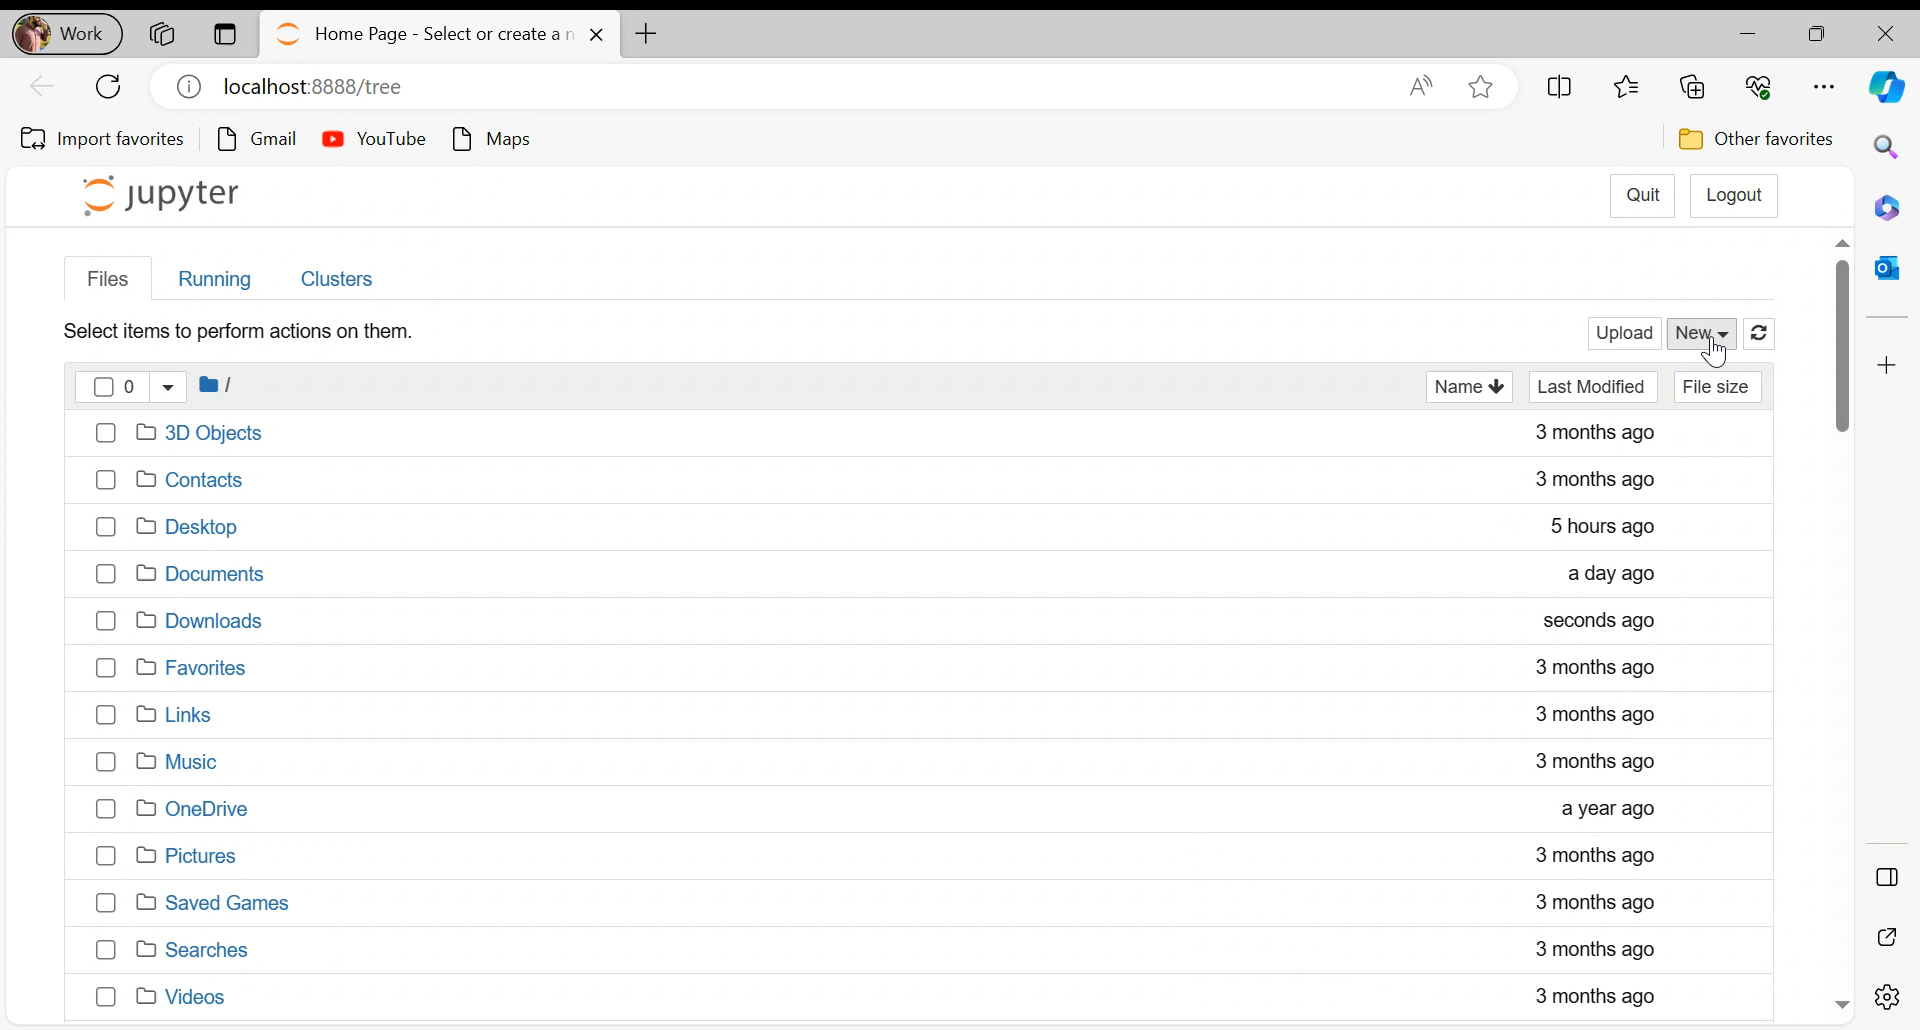 Work
Home Page - Select or create a n
localhost:8888/tree
Import favorites
Gmail
YouTube
Maps
Other favorites
jupyter
Quit
Logout
Files
Running
Clusters
Select items to perform actions on them.
Upload
New
0
/
Name
Last Modified
File size
3D Objects 3 months ago
Contacts 3 months ago
Desktop 5 hours ago
Documents a day ago
Downloads seconds ago
Favorites 3 months ago
Links 3 months ago
Music 3 months ago
OneDrive a year ago
Pictures 3 months ago
Saved Games 3 months ago
Searches 3 months ago
Videos 3 months ago